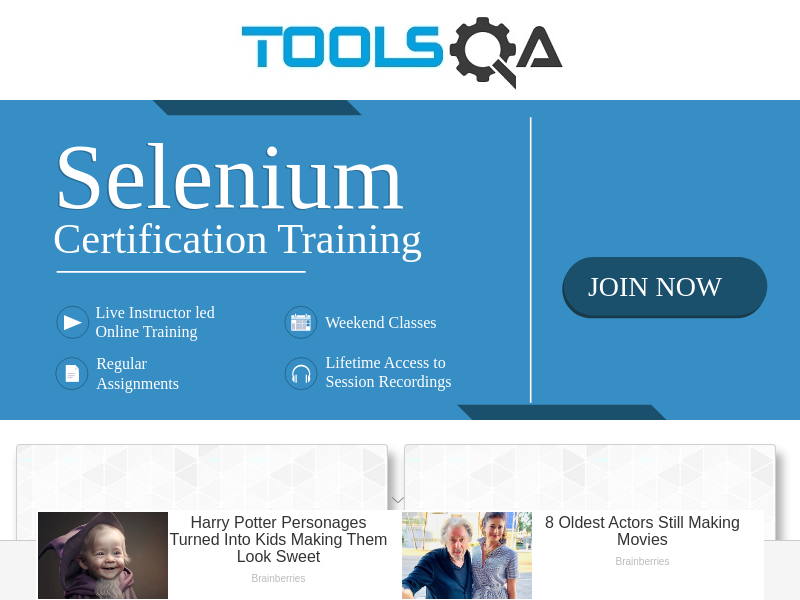 TOOLSQA
Selenium
Certification Training
JOIN NOW
Live Instructor led
Online Training
Weekend Classes
Regular
Assignments
Lifetime Access to
Session Recordings
Harry Potter Personages
Turned Into Kids Making Them
Look Sweet
Brainberries
8 Oldest Actors Still Making
Movies
Brainberries